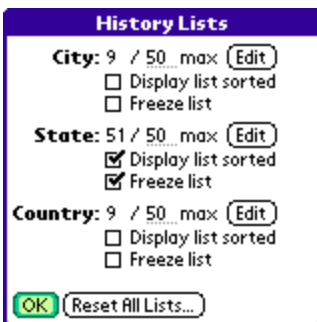 History Lists
City: 9 / 50 max Edit
Display list sorted
Freeze list
State: 51 / 50 max Edit
Display list sorted
Freeze list
Country: 9 / 50 max Edit
Display list sorted
Freeze list
OK Reset All Lists...